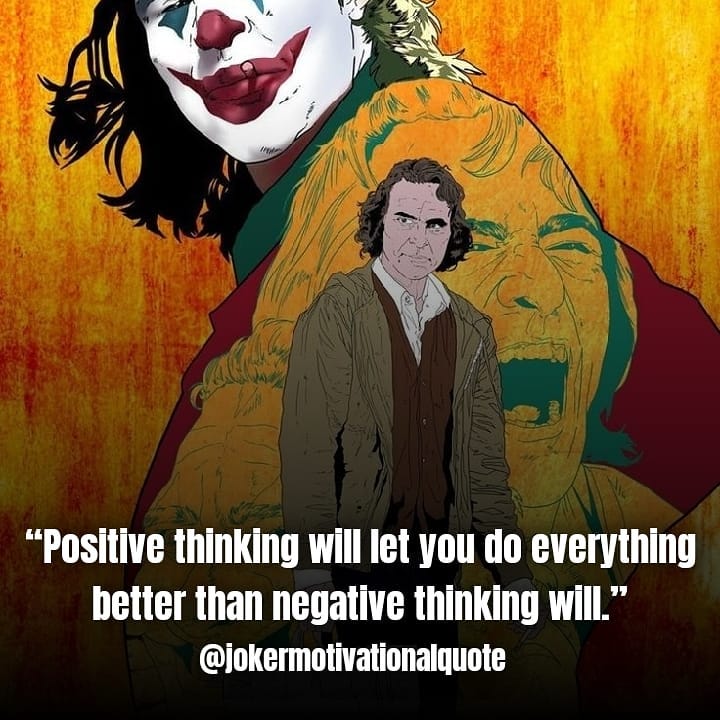 “Positive thinking will let you do everything
better than negative thinking will.”
@jokermotivationalquote